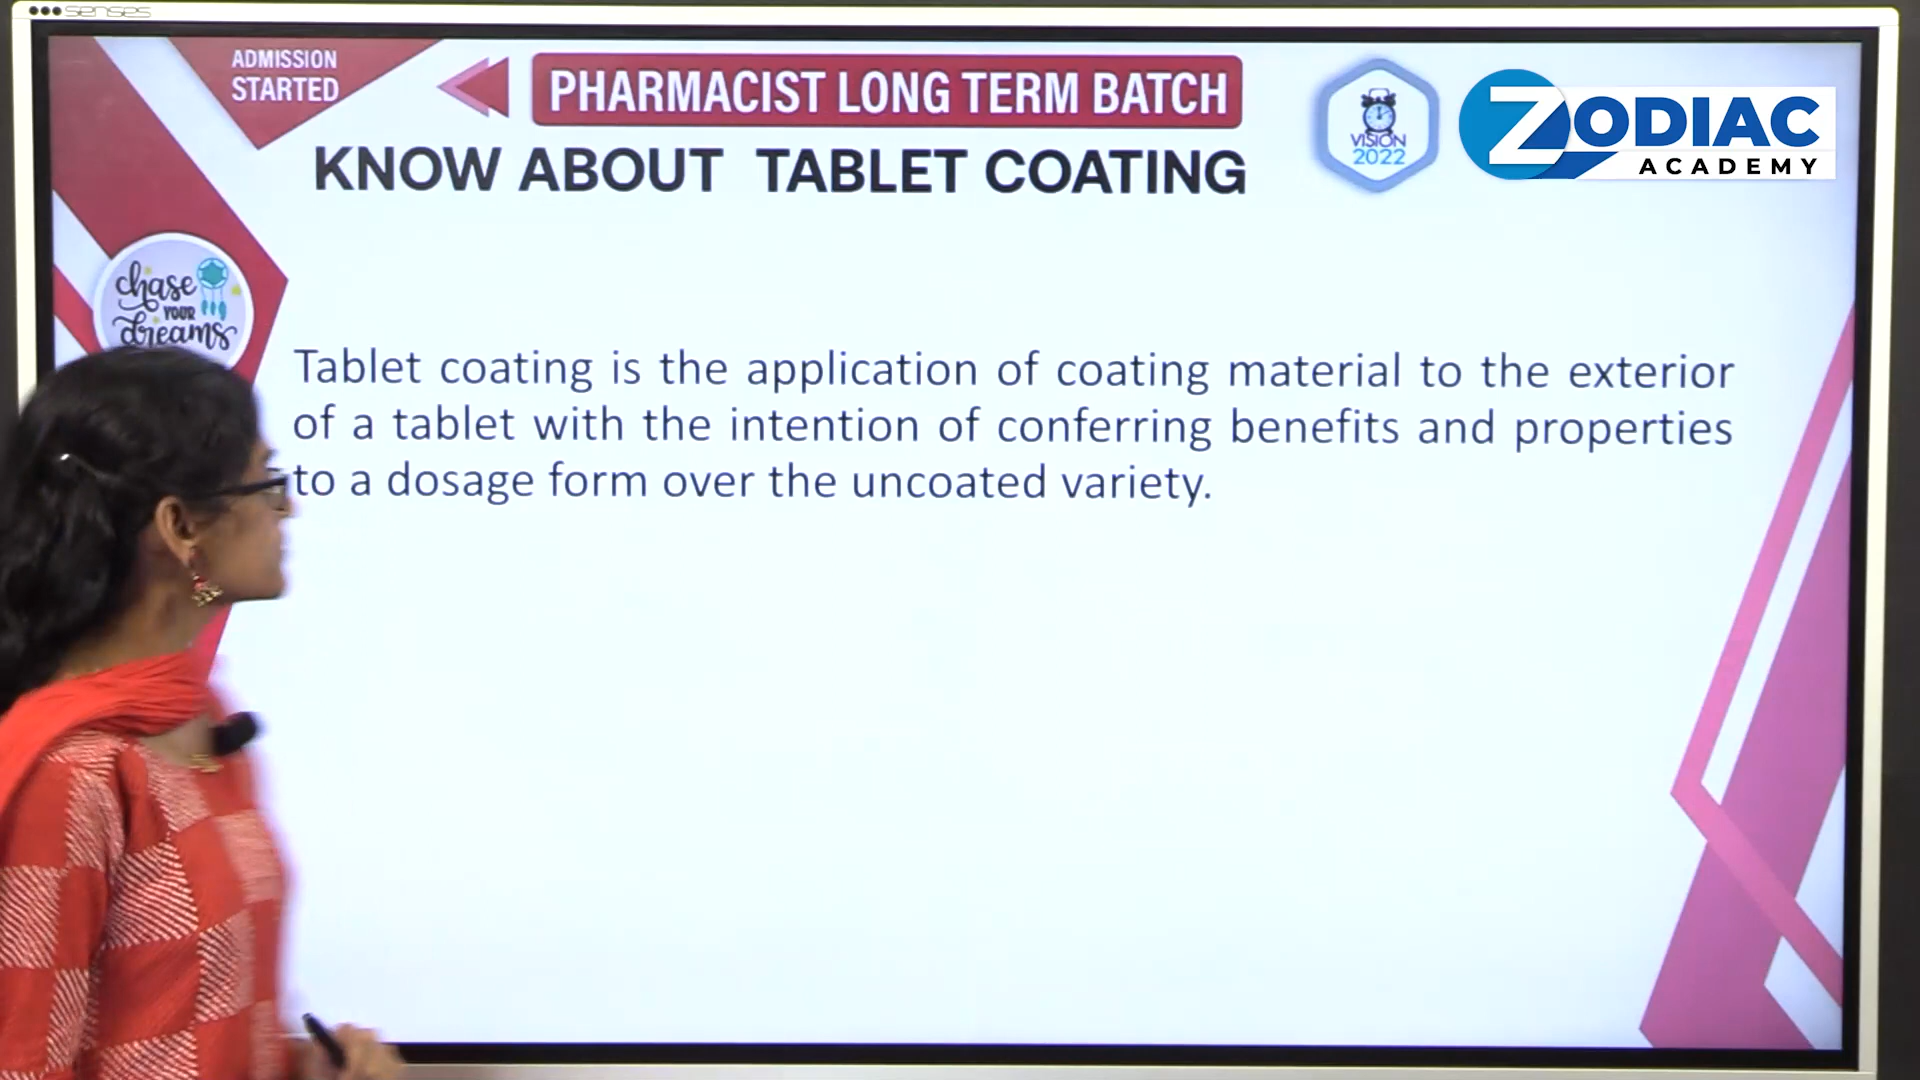 senses
ADMISSION
STARTED
PHARMACIST LONG TERM BATCH
KNOW ABOUT TABLET COATING
VISION
2022
ZODIAC
ACADEMY
chase
YOUR
dreams
Tablet coating is the application of coating material to the exterior
of a tablet with the intention of conferring benefits and properties
to a dosage form over the uncoated variety.